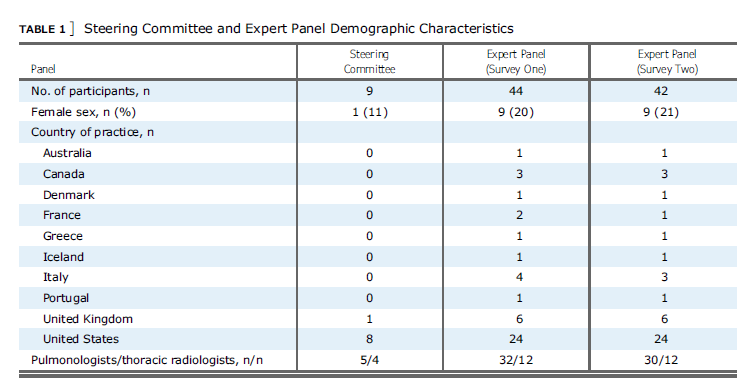 TABLE 1 ] Steering Committee and Expert Panel Demographic Characteristics
Panel Steering Committee Expert Panel (Survey One) Expert Panel (Survey Two)
No. of participants, n 9 44 42
Female sex, n (%) 1 (11) 9 (20) 9 (21)
Country of practice, n
Australia 0 1 1
Canada 0 3 3
Denmark 0 1 1
France 0 2 1
Greece 0 1 1
Iceland 0 1 1
Italy 0 4 3
Portugal 0 1 1
United Kingdom 1 6 6
United States 8 24 24
Pulmonologists/thoracic radiologists, n/n 5/4 32/12 30/12